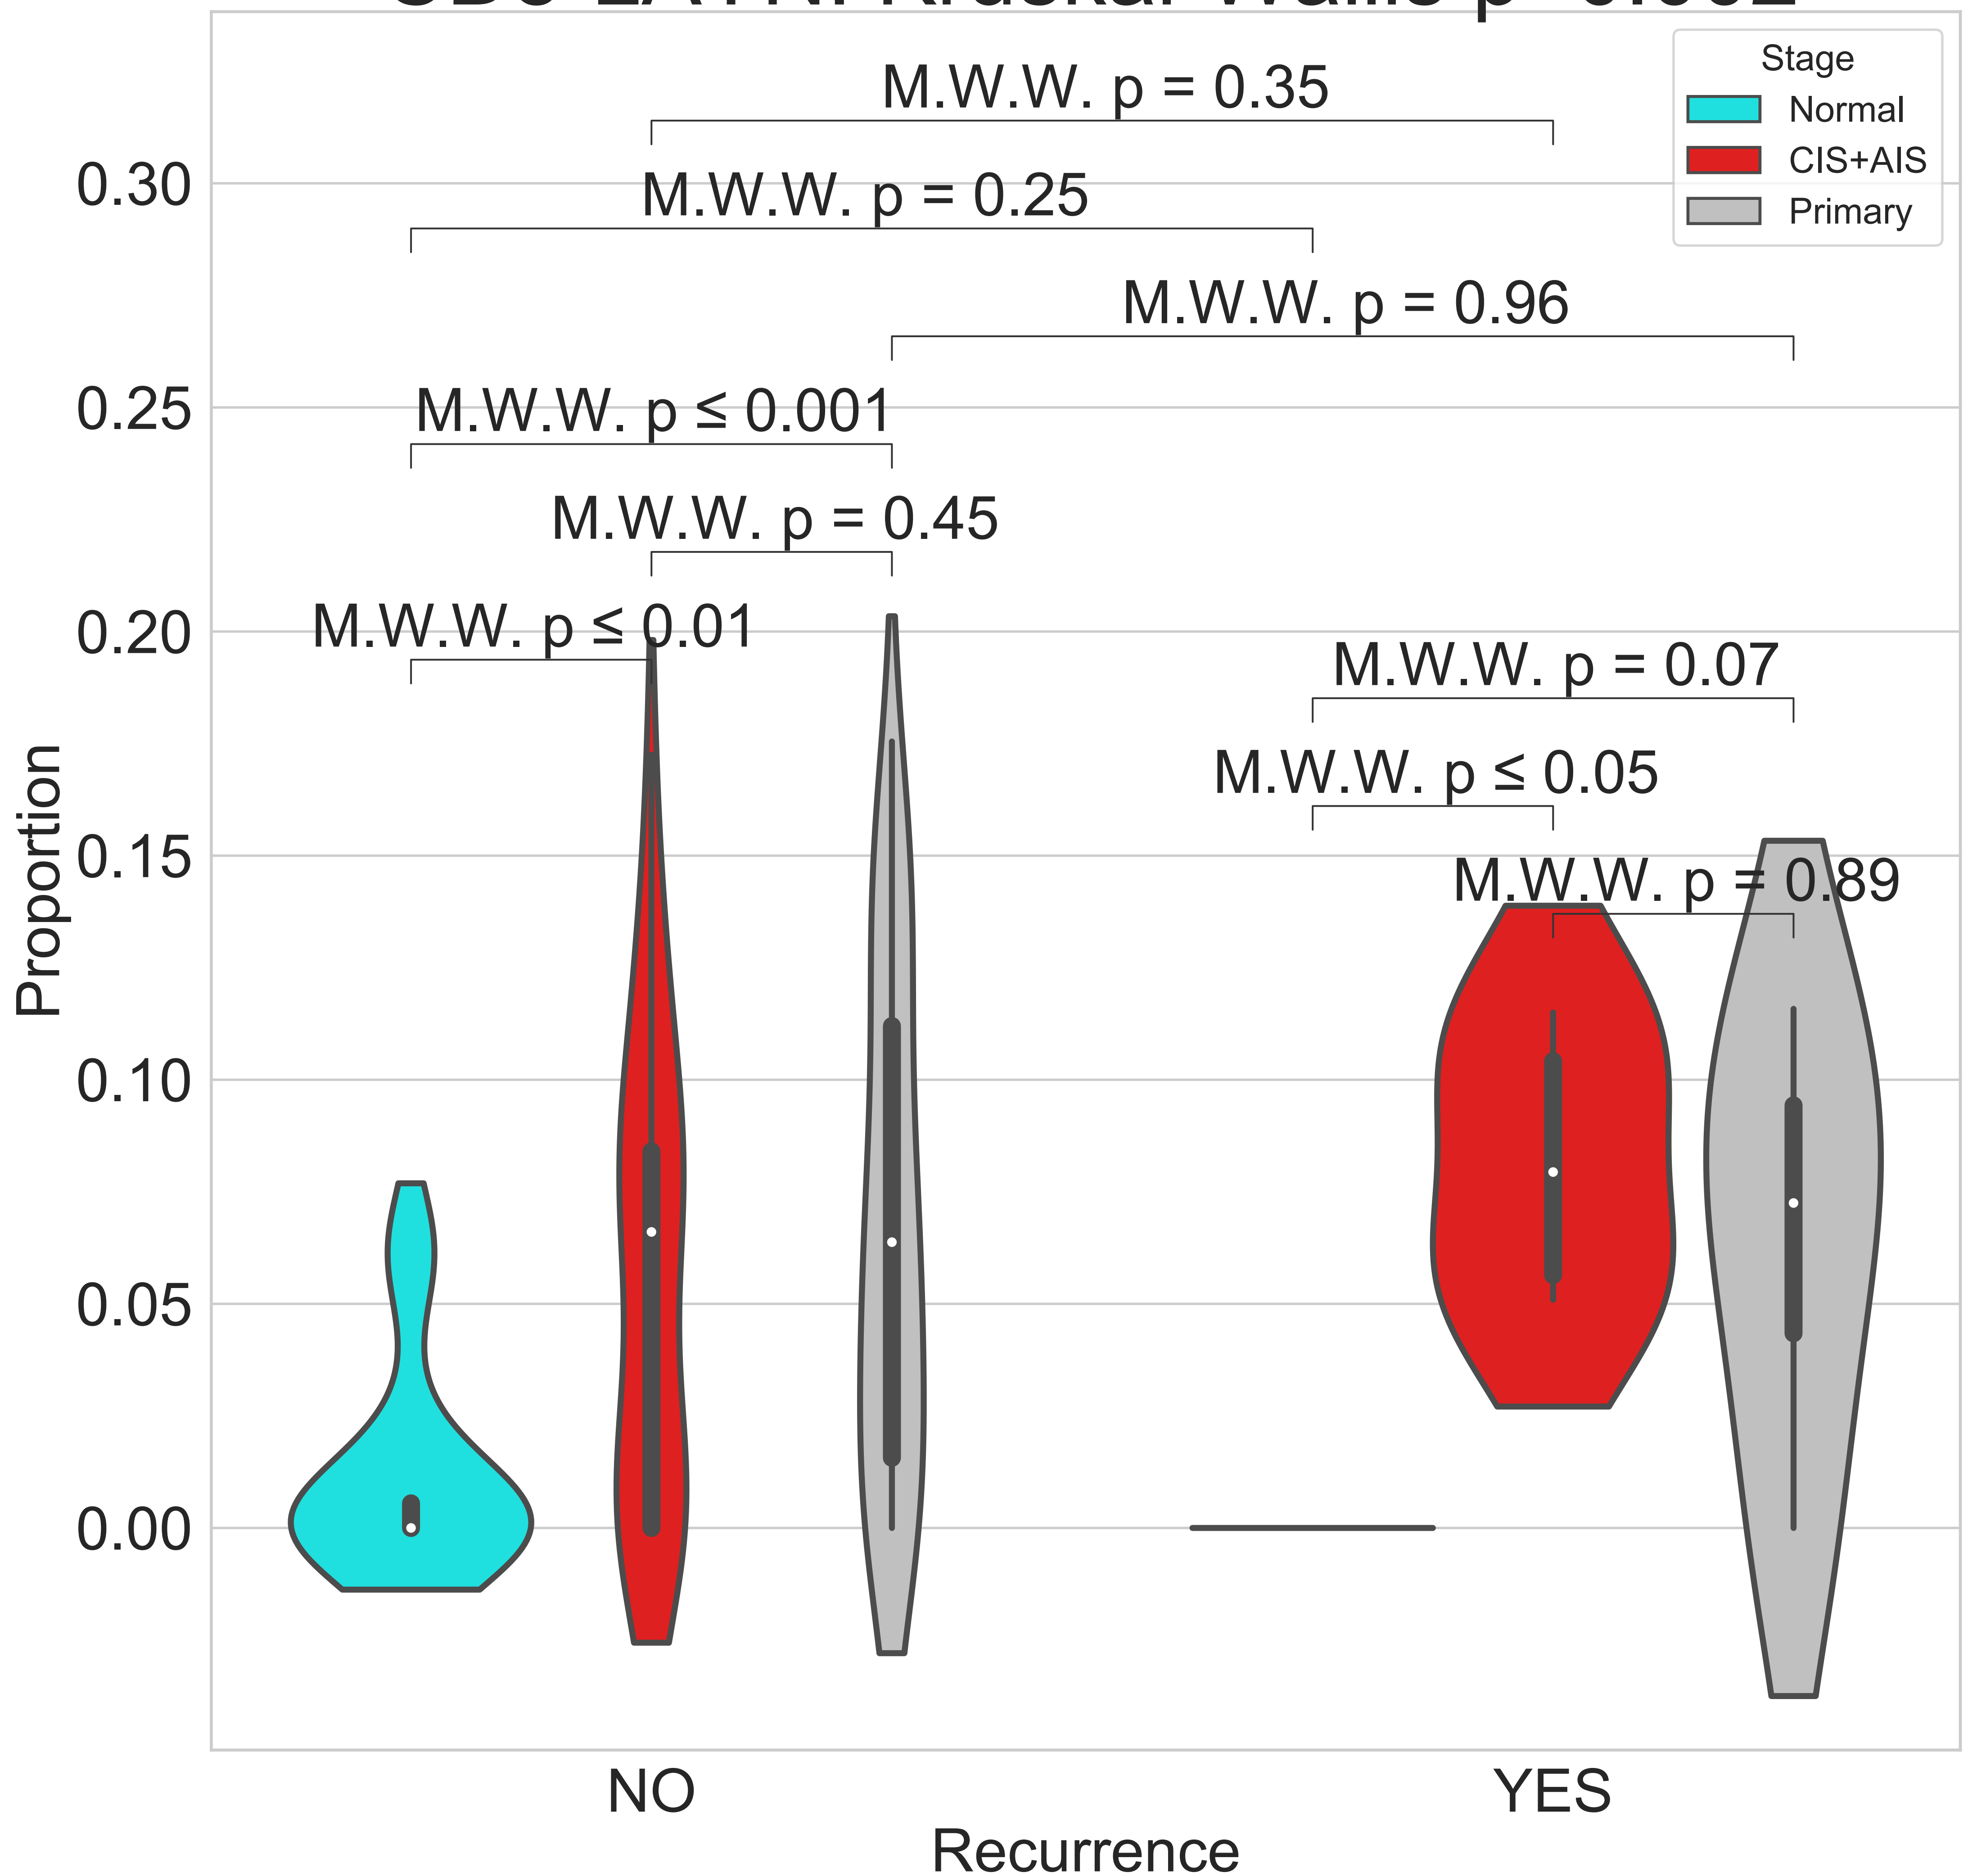 Stage
Normal
CIS+AIS
Primary
M.W.W. p = 0.35
M.W.W. p = 0.25
M.W.W. p = 0.96
M.W.W. p ≤ 0.001
M.W.W. p = 0.45
M.W.W. p ≤ 0.01
M.W.W. p = 0.07
M.W.W. p ≤ 0.05
M.W.W. p = 0.89
0.30
0.25
0.20
0.15
0.10
0.05
0.00
Proportion
NO
YES
Recurrence